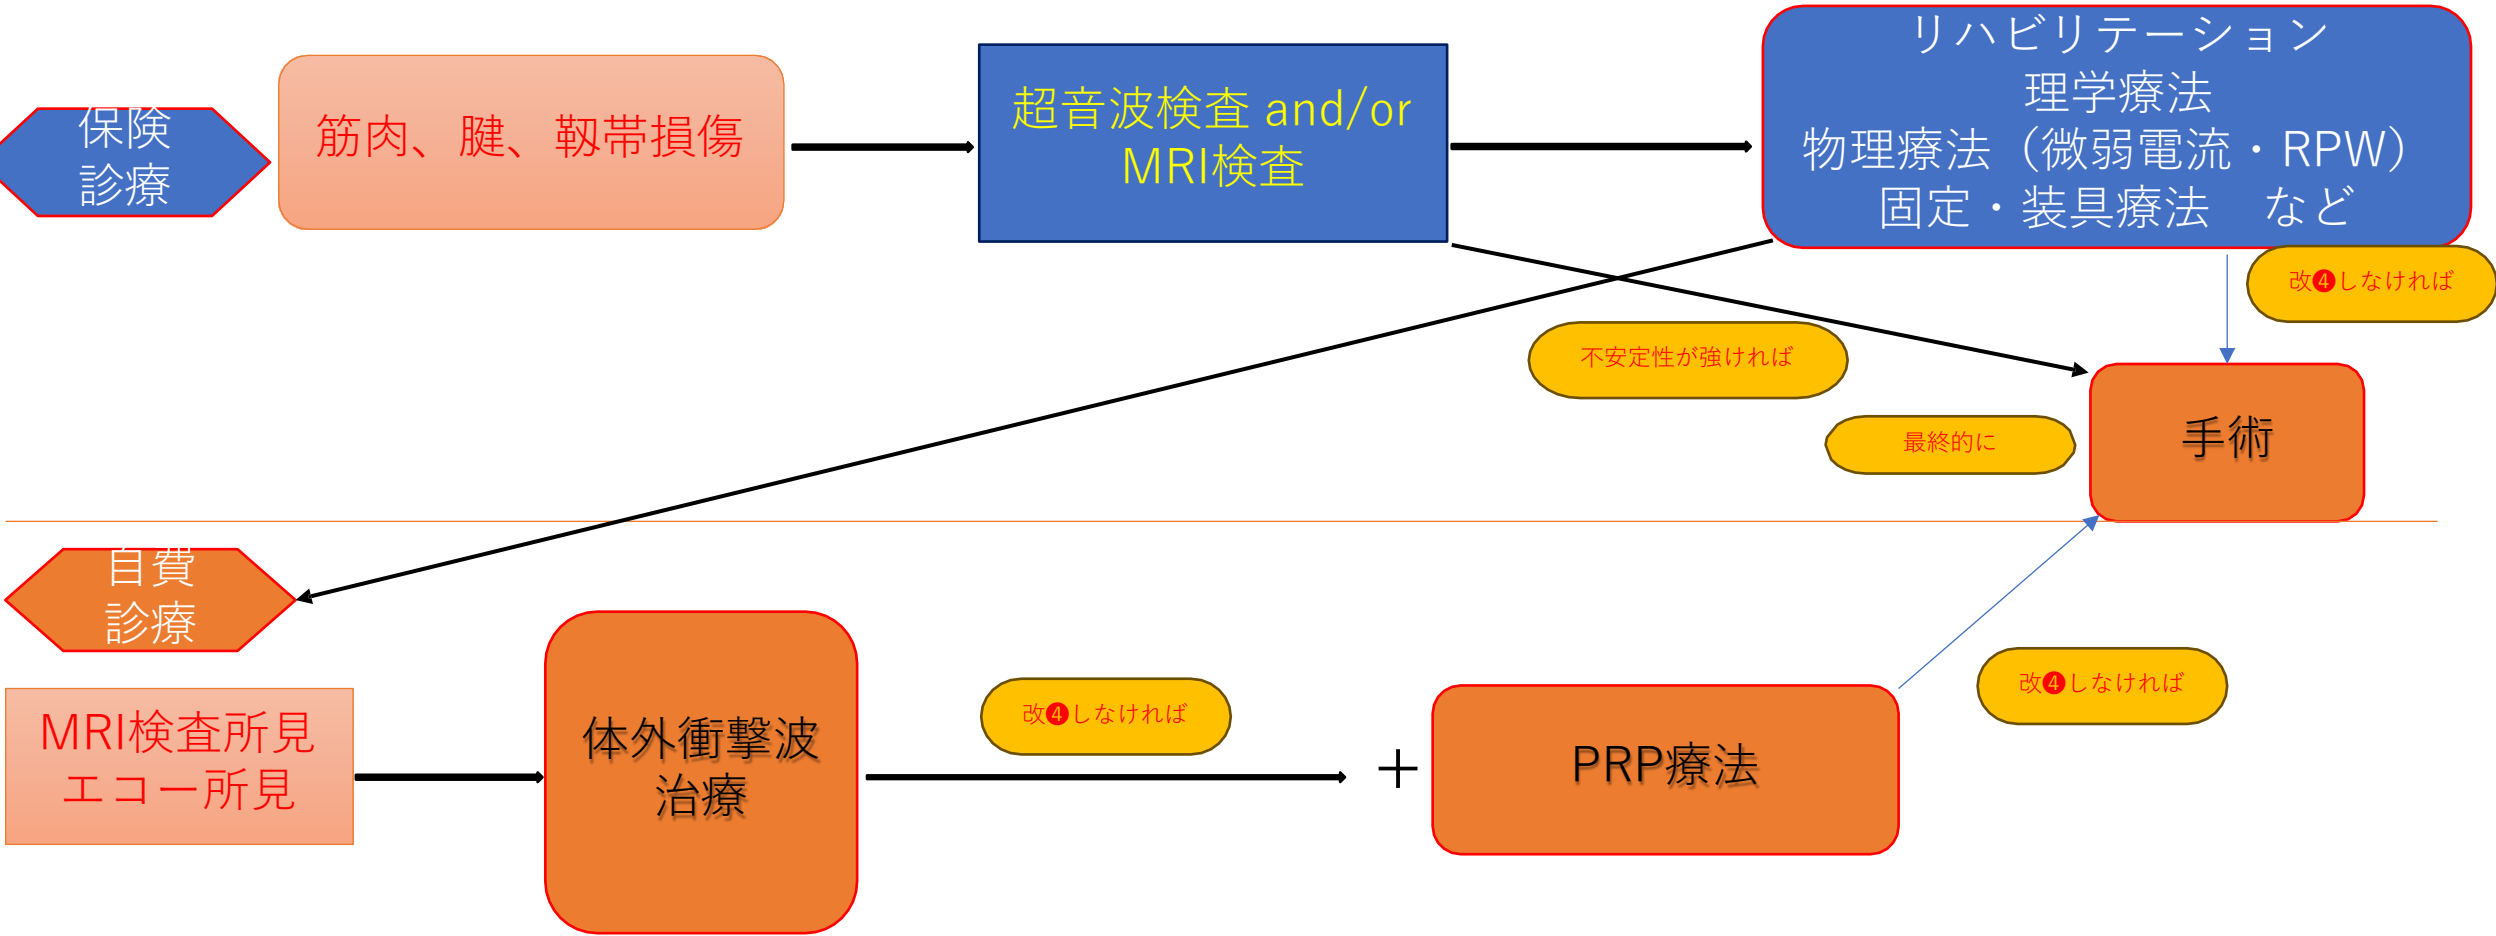 保険
診療
筋肉、腱、靭帯損傷
超音波検査 and/or
MRI検査
リハビリテーション
理学療法
物理療法（微弱電流・RPW）
固定・装具療法　など
改❹しなければ
不安定性が強ければ
最終的に
手術
自費
診療
MRI検査所見
エコー所見
体外衝撃波
治療
改❹しなければ
＋
PRP療法
改❹しなければ